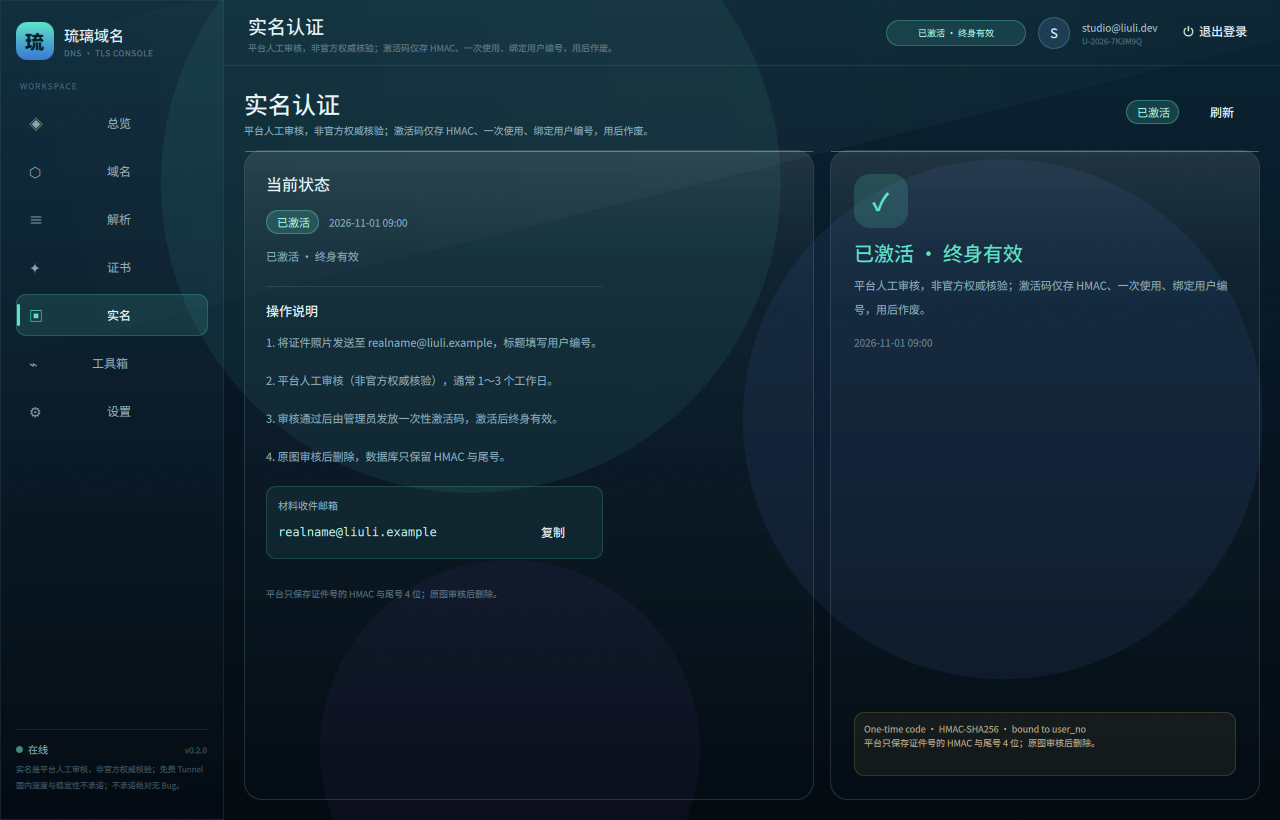 琉
琉璃域名
DNS · TLS CONSOLE
WORKSPACE
总览
域名
解析
证书
实名
工具箱
设置
在线
v0.2.0
实名是平台人工审核，非官方权威核验；免费 Tunnel
国内速度与稳定性不承诺；不承诺绝对无 Bug。
实名认证
平台人工审核，非官方权威核验；激活码仅存 HMAC、一次使用、绑定用户编号，用后作废。
已激活 · 终身有效
S
studio@liuli.dev
U-2026-7K3M9Q
退出登录
实名认证
平台人工审核，非官方权威核验；激活码仅存 HMAC、一次使用、绑定用户编号，用后作废。
已激活
刷新
当前状态
已激活
2026-11-01 09:00
已激活 · 终身有效
操作说明
1. 将证件照片发送至 realname@liuli.example，标题填写用户编号。
2. 平台人工审核（非官方权威核验），通常 1～3 个工作日。
3. 审核通过后由管理员发放一次性激活码，激活后终身有效。
4. 原图审核后删除，数据库只保留 HMAC 与尾号。
材料收件邮箱
realname@liuli.example
复制
平台只保存证件号的 HMAC 与尾号 4 位；原图审核后删除。
✓
已激活 · 终身有效
平台人工审核，非官方权威核验；激活码仅存 HMAC、一次使用、绑定用户编
号，用后作废。
2026-11-01 09:00
One-time code · HMAC-SHA256 · bound to user_no
平台只保存证件号的 HMAC 与尾号 4 位；原图审核后删除。